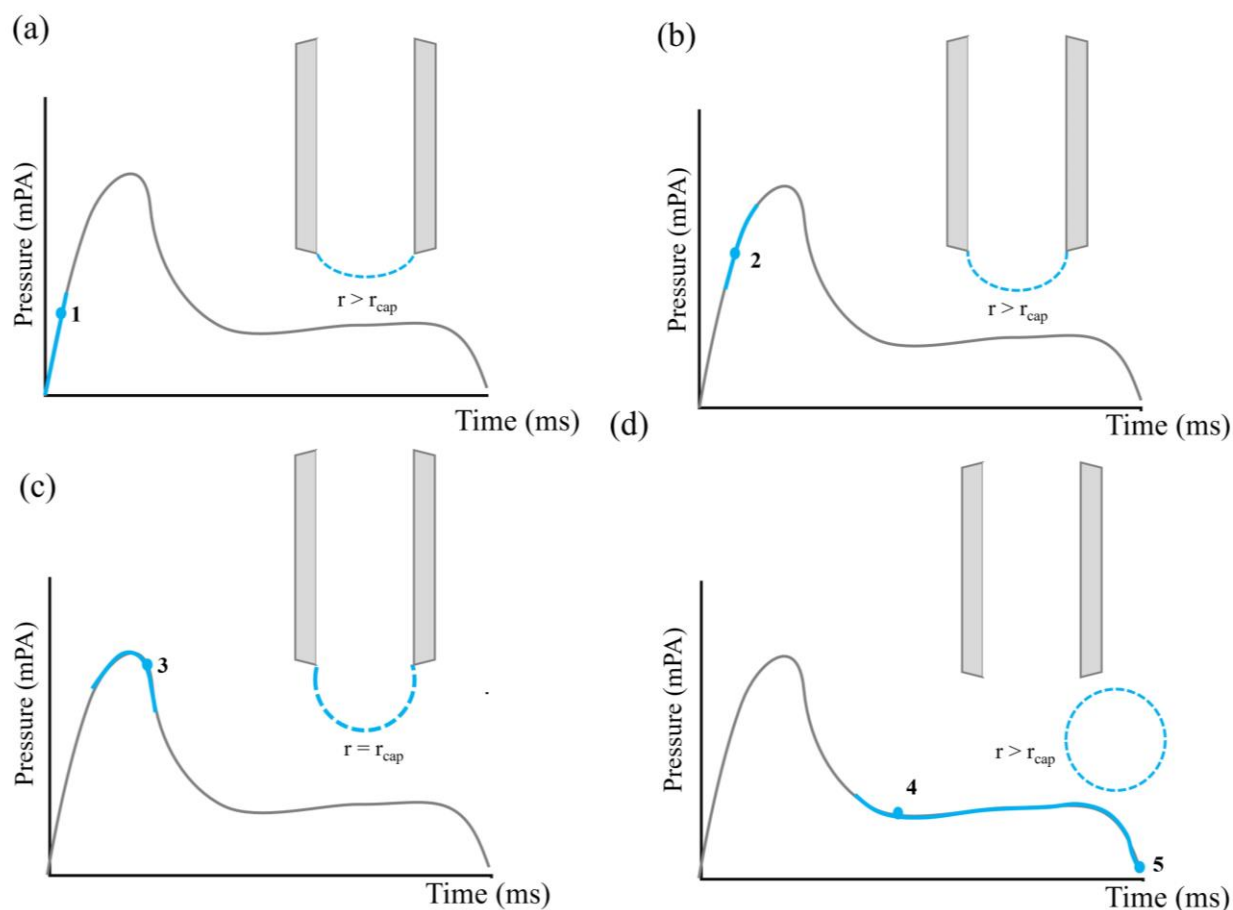 (a)
Pressure (mPA)
1
r > rcap
Time (ms)
(b)
Pressure (mPA)
2
r > rcap
Time (ms)
(c)
Pressure (mPA)
3
r = rcap
Time (ms)
(d)
Pressure (mPA)
r > rcap
4
5
Time (ms)